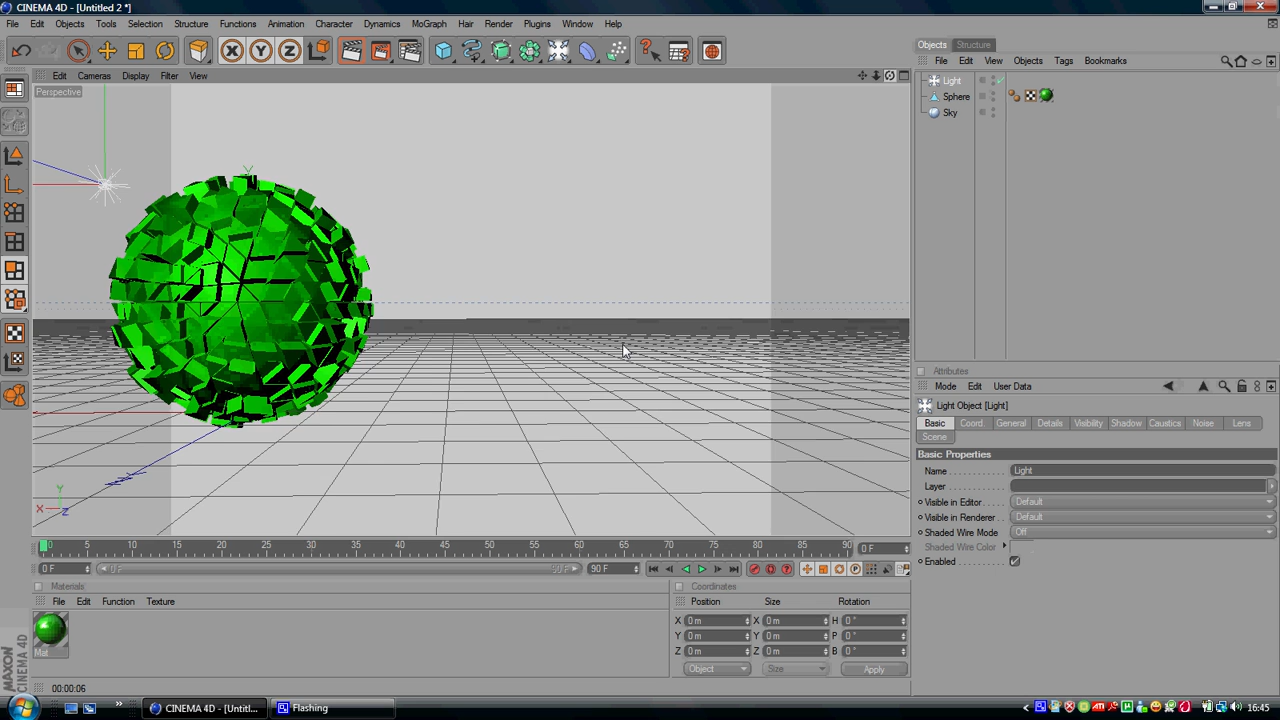 CINEMA 4D - [Untitled 2 *]
File Edit Objects Tools Selection Structure Functions Animation Character Dynamics MoGraph Hair Render Plugins Window Help
X Y Z
Objects Structure
File Edit View Objects Tags Bookmarks
Edit Cameras Display Filter View
Perspective
Light
Sphere
Sky
Y
Attributes
Mode Edit User Data
Light Object [Light]
Basic Coord. General Details Visibility Shadow Caustics Noise Lens
Scene
Basic Properties
Name Light
Layer
Visible in Editor Default
Visible in Renderer Default
Shaded Wire Mode Off
Shaded Wire Color
Enabled
Y
X
Z
0 5 10 15 20 25 30 35 40 45 50 55 60 65 70 75 80 85 90 0 F
0 F 0 F 90 F 90 F
Materials
File Edit Function Texture
Mat
Coordinates
Position Size Rotation
X 0 m X 0 m H 0 °
Y 0 m Y 0 m P 0 °
Z 0 m Z 0 m B 0 °
Object Size Apply
MAXON
CINEMA 4D
00:00:06
CINEMA 4D - [Untitl...
Flashing
16:45